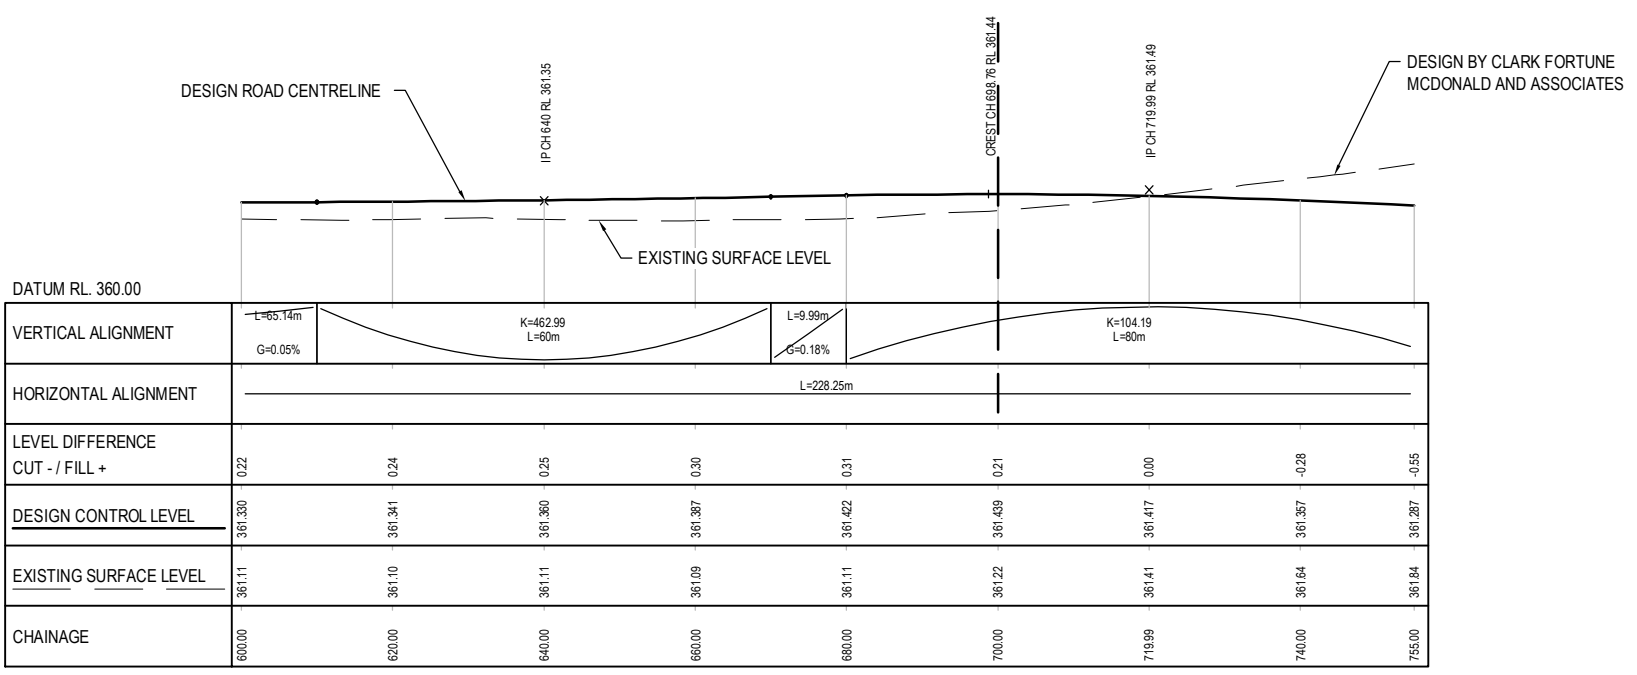 CREST CH 698.76 RL 361.44
IP CH 719.99 RL 361.49
IP CH 640 RL 361.35
DESIGN BY CLARK FORTUNE
MCDONALD AND ASSOCIATES
DESIGN ROAD CENTRELINE
EXISTING SURFACE LEVEL
DATUM RL. 360.00
VERTICAL ALIGNMENT
L=65.14m
G=0.05%
K=462.99
L=60m
L=9.99m
G=0.18%
K=104.19
L=80m
HORIZONTAL ALIGNMENT
L=228.25m
LEVEL DIFFERENCE
CUT - / FILL +
0.22
0.24
0.25
0.30
0.31
0.21
0.00
-0.28
-0.55
DESIGN CONTROL LEVEL
361.330
361.341
361.360
361.387
361.422
361.439
361.417
361.357
361.287
EXISTING SURFACE LEVEL
361.11
361.10
361.11
361.09
361.11
361.22
361.41
361.64
361.84
CHAINAGE
600.00
620.00
640.00
660.00
680.00
700.00
719.99
740.00
755.00